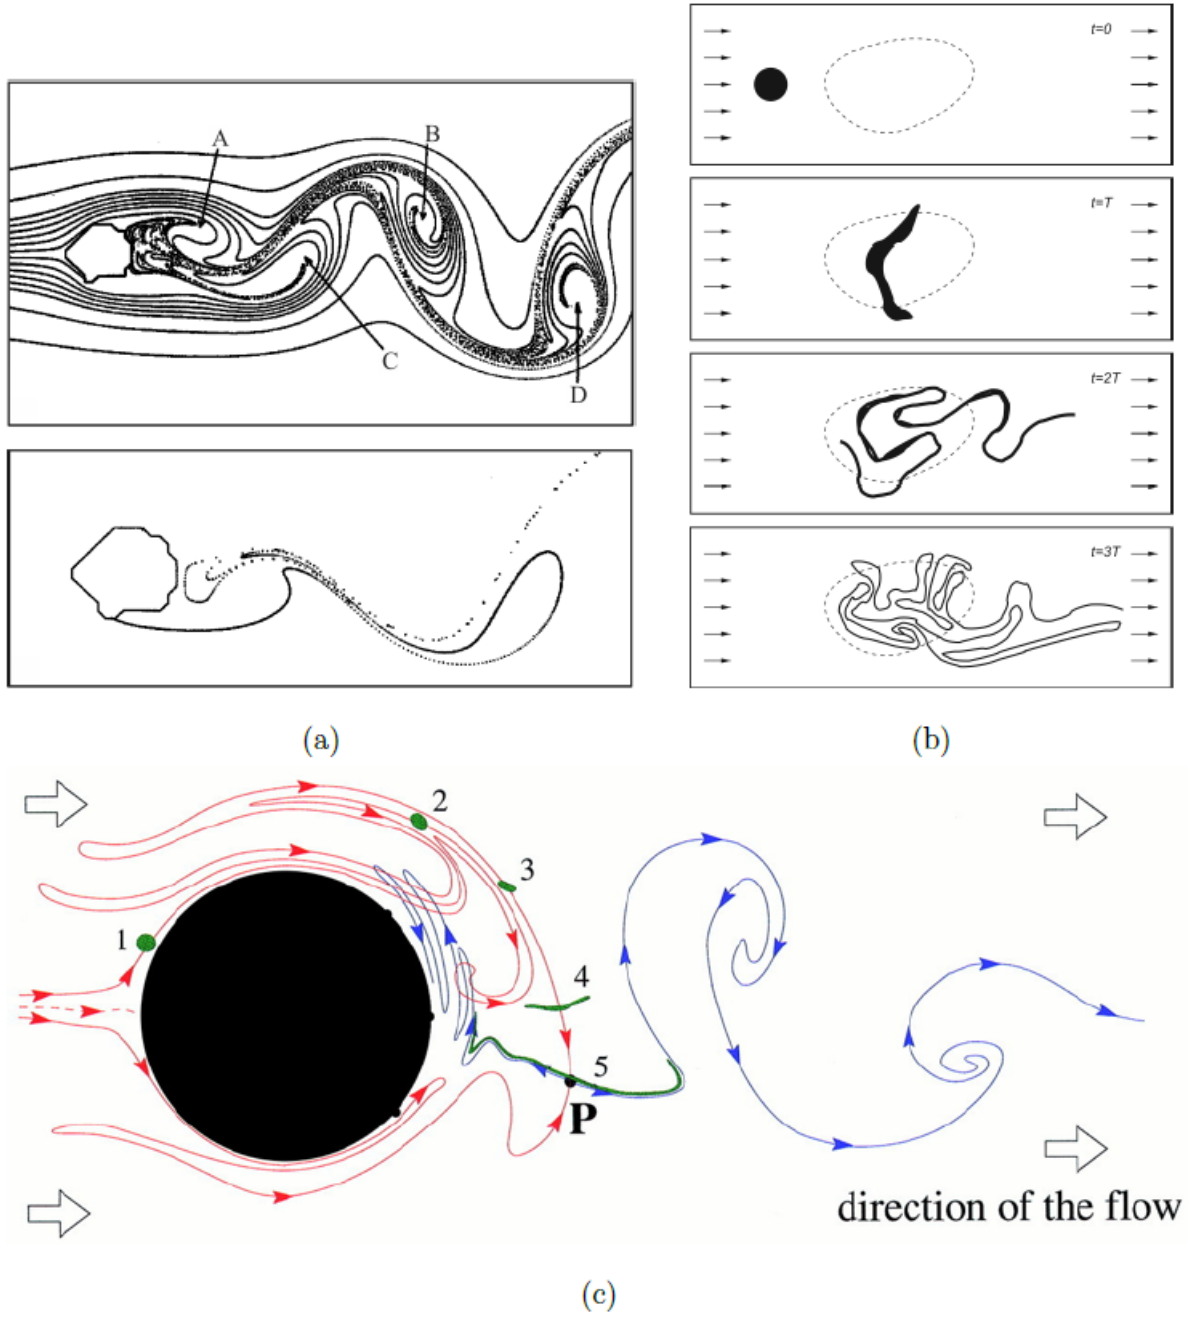 A
B
C
D
(a)
t=0
t=T
t=2T
t=3T
(b)
1
2
3
4
5
P
direction of the flow
(c)